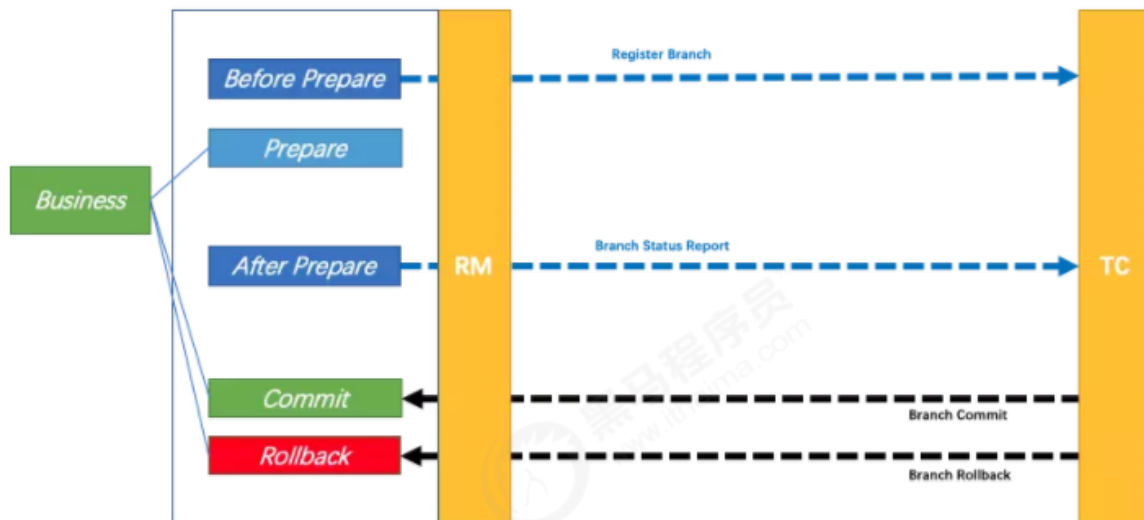 Register Branch
Before Prepare
Prepare
Business
Branch Status Report
After Prepare
RM
TC
黑马程序员
www.itheima.com
Commit
Branch Commit
Rollback
Branch Rollback